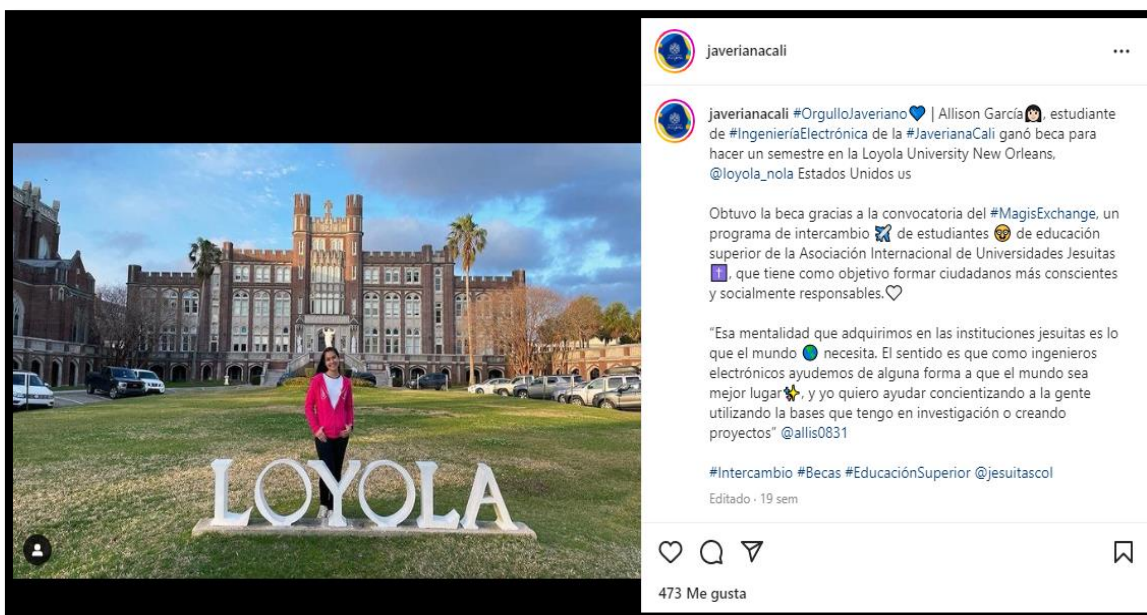 LOYOLA
javerianacali
javerianacali #OrgulloJaveriano💙 | Allison García👩🏻, estudiante
de #IngenieríaElectrónica de la #JaverianaCali ganó beca para
hacer un semestre en la Loyola University New Orleans,
@loyola_nola Estados Unidos us
Obtuvo la beca gracias a la convocatoria del #MagisExchange, un
programa de intercambio ✈️ de estudiantes 🤓 de educación
superior de la Asociación Internacional de Universidades Jesuitas
✝️, que tiene como objetivo formar ciudadanos más conscientes
y socialmente responsables.🤍
“Esa mentalidad que adquirimos en las instituciones jesuitas es lo
que el mundo 🌎 necesita. El sentido es que como ingenieros
electrónicos ayudemos de alguna forma a que el mundo sea
mejor lugar✨, y yo quiero ayudar concientizando a la gente
utilizando la bases que tengo en investigación o creando
proyectos” @allis0831
#Intercambio #Becas #EducaciónSuperior @jesuitascol
Editado · 19 sem
473 Me gusta